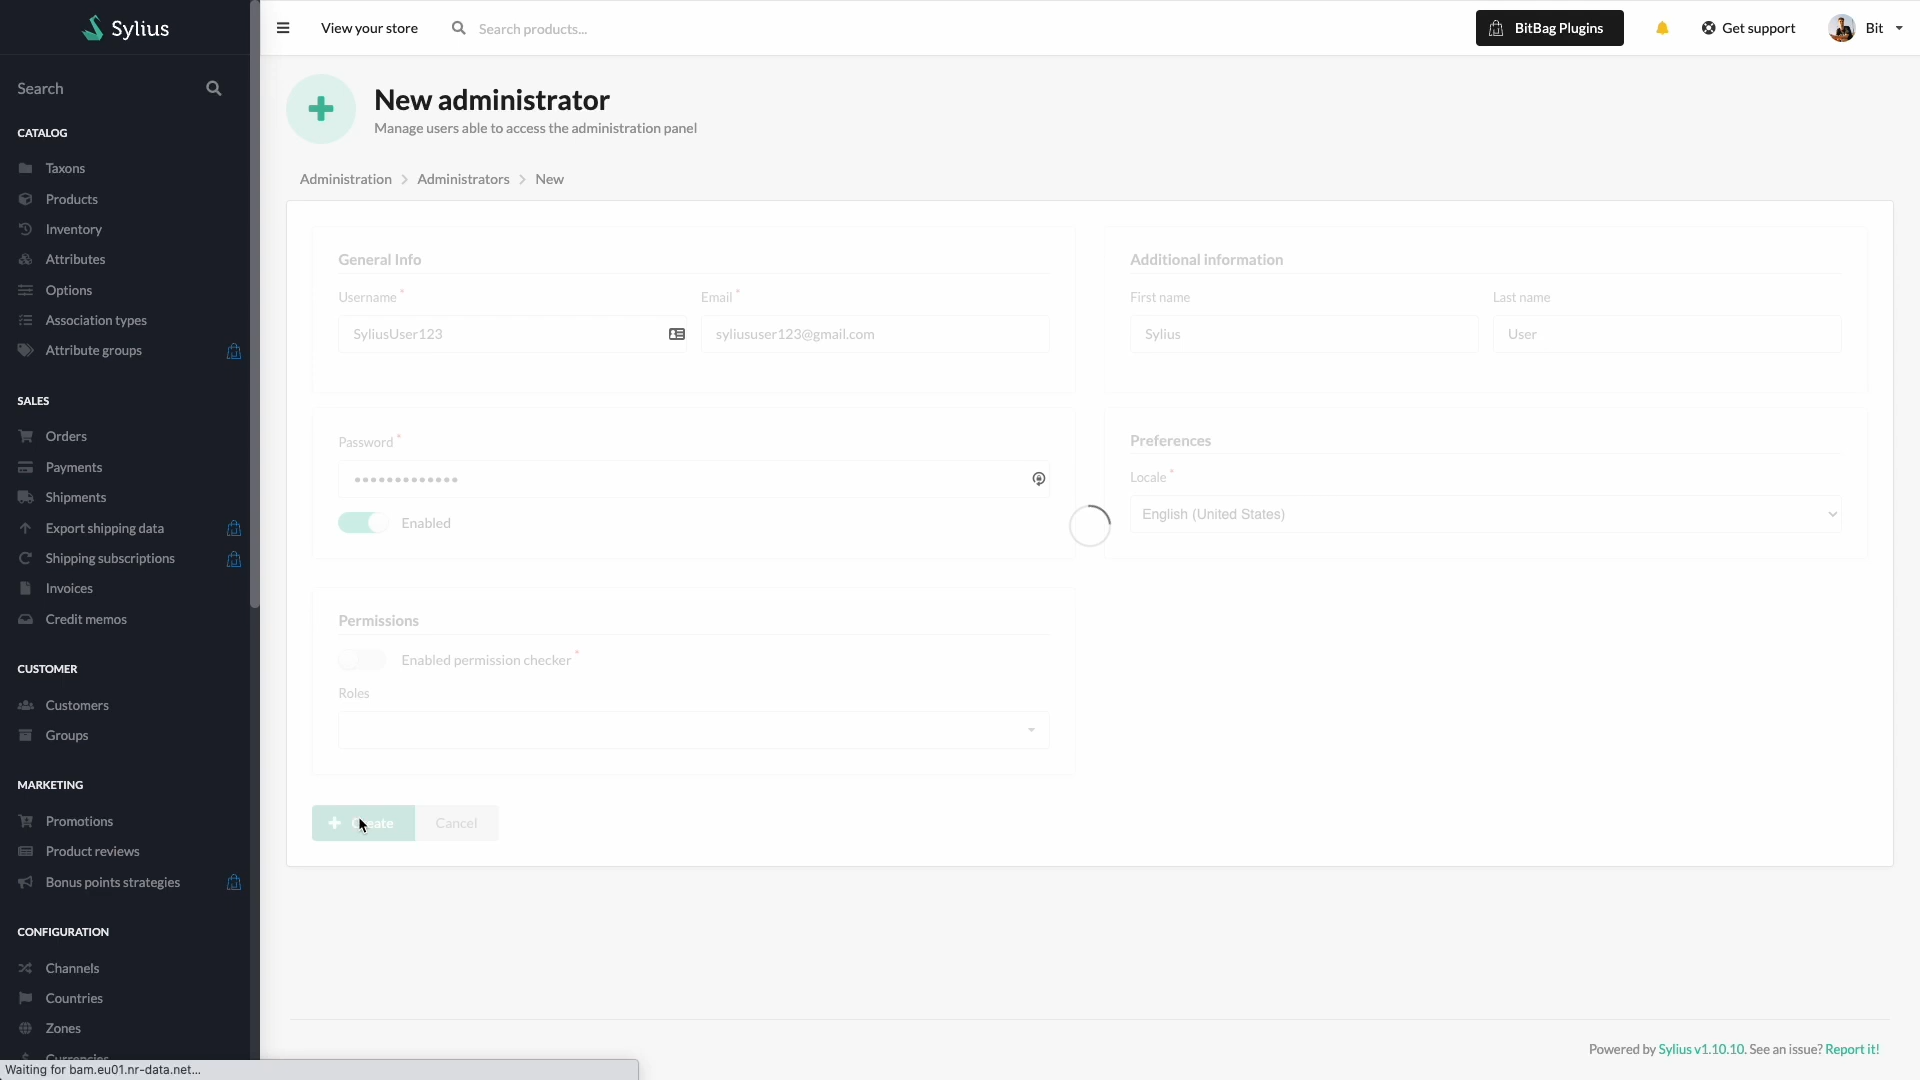 Sylius
View your store
Search products...
BitBag Plugins
Get support
Bit
Search
CATALOG
Taxons
Products
Inventory
Attributes
Options
Association types
Attribute groups
SALES
Orders
Payments
Shipments
Export shipping data
Shipping subscriptions
Invoices
Credit memos
CUSTOMER
Customers
Groups
MARKETING
Promotions
Product reviews
Bonus points strategies
CONFIGURATION
Channels
Countries
Zones
Currencies
New administrator
Manage users able to access the administration panel
Administration > Administrators > New
General Info
Username *
Email *
SyliusUser123
syliususer123@gmail.com
Additional information
First name
Last name
Sylius
User
Password *
•••••••••••••
Enabled
Preferences
Locale *
English (United States)
Permissions
Enabled permission checker *
Roles
Create
Cancel
Powered by Sylius v1.10.10. See an issue? Report it!
Waiting for bam.eu01.nr-data.net...